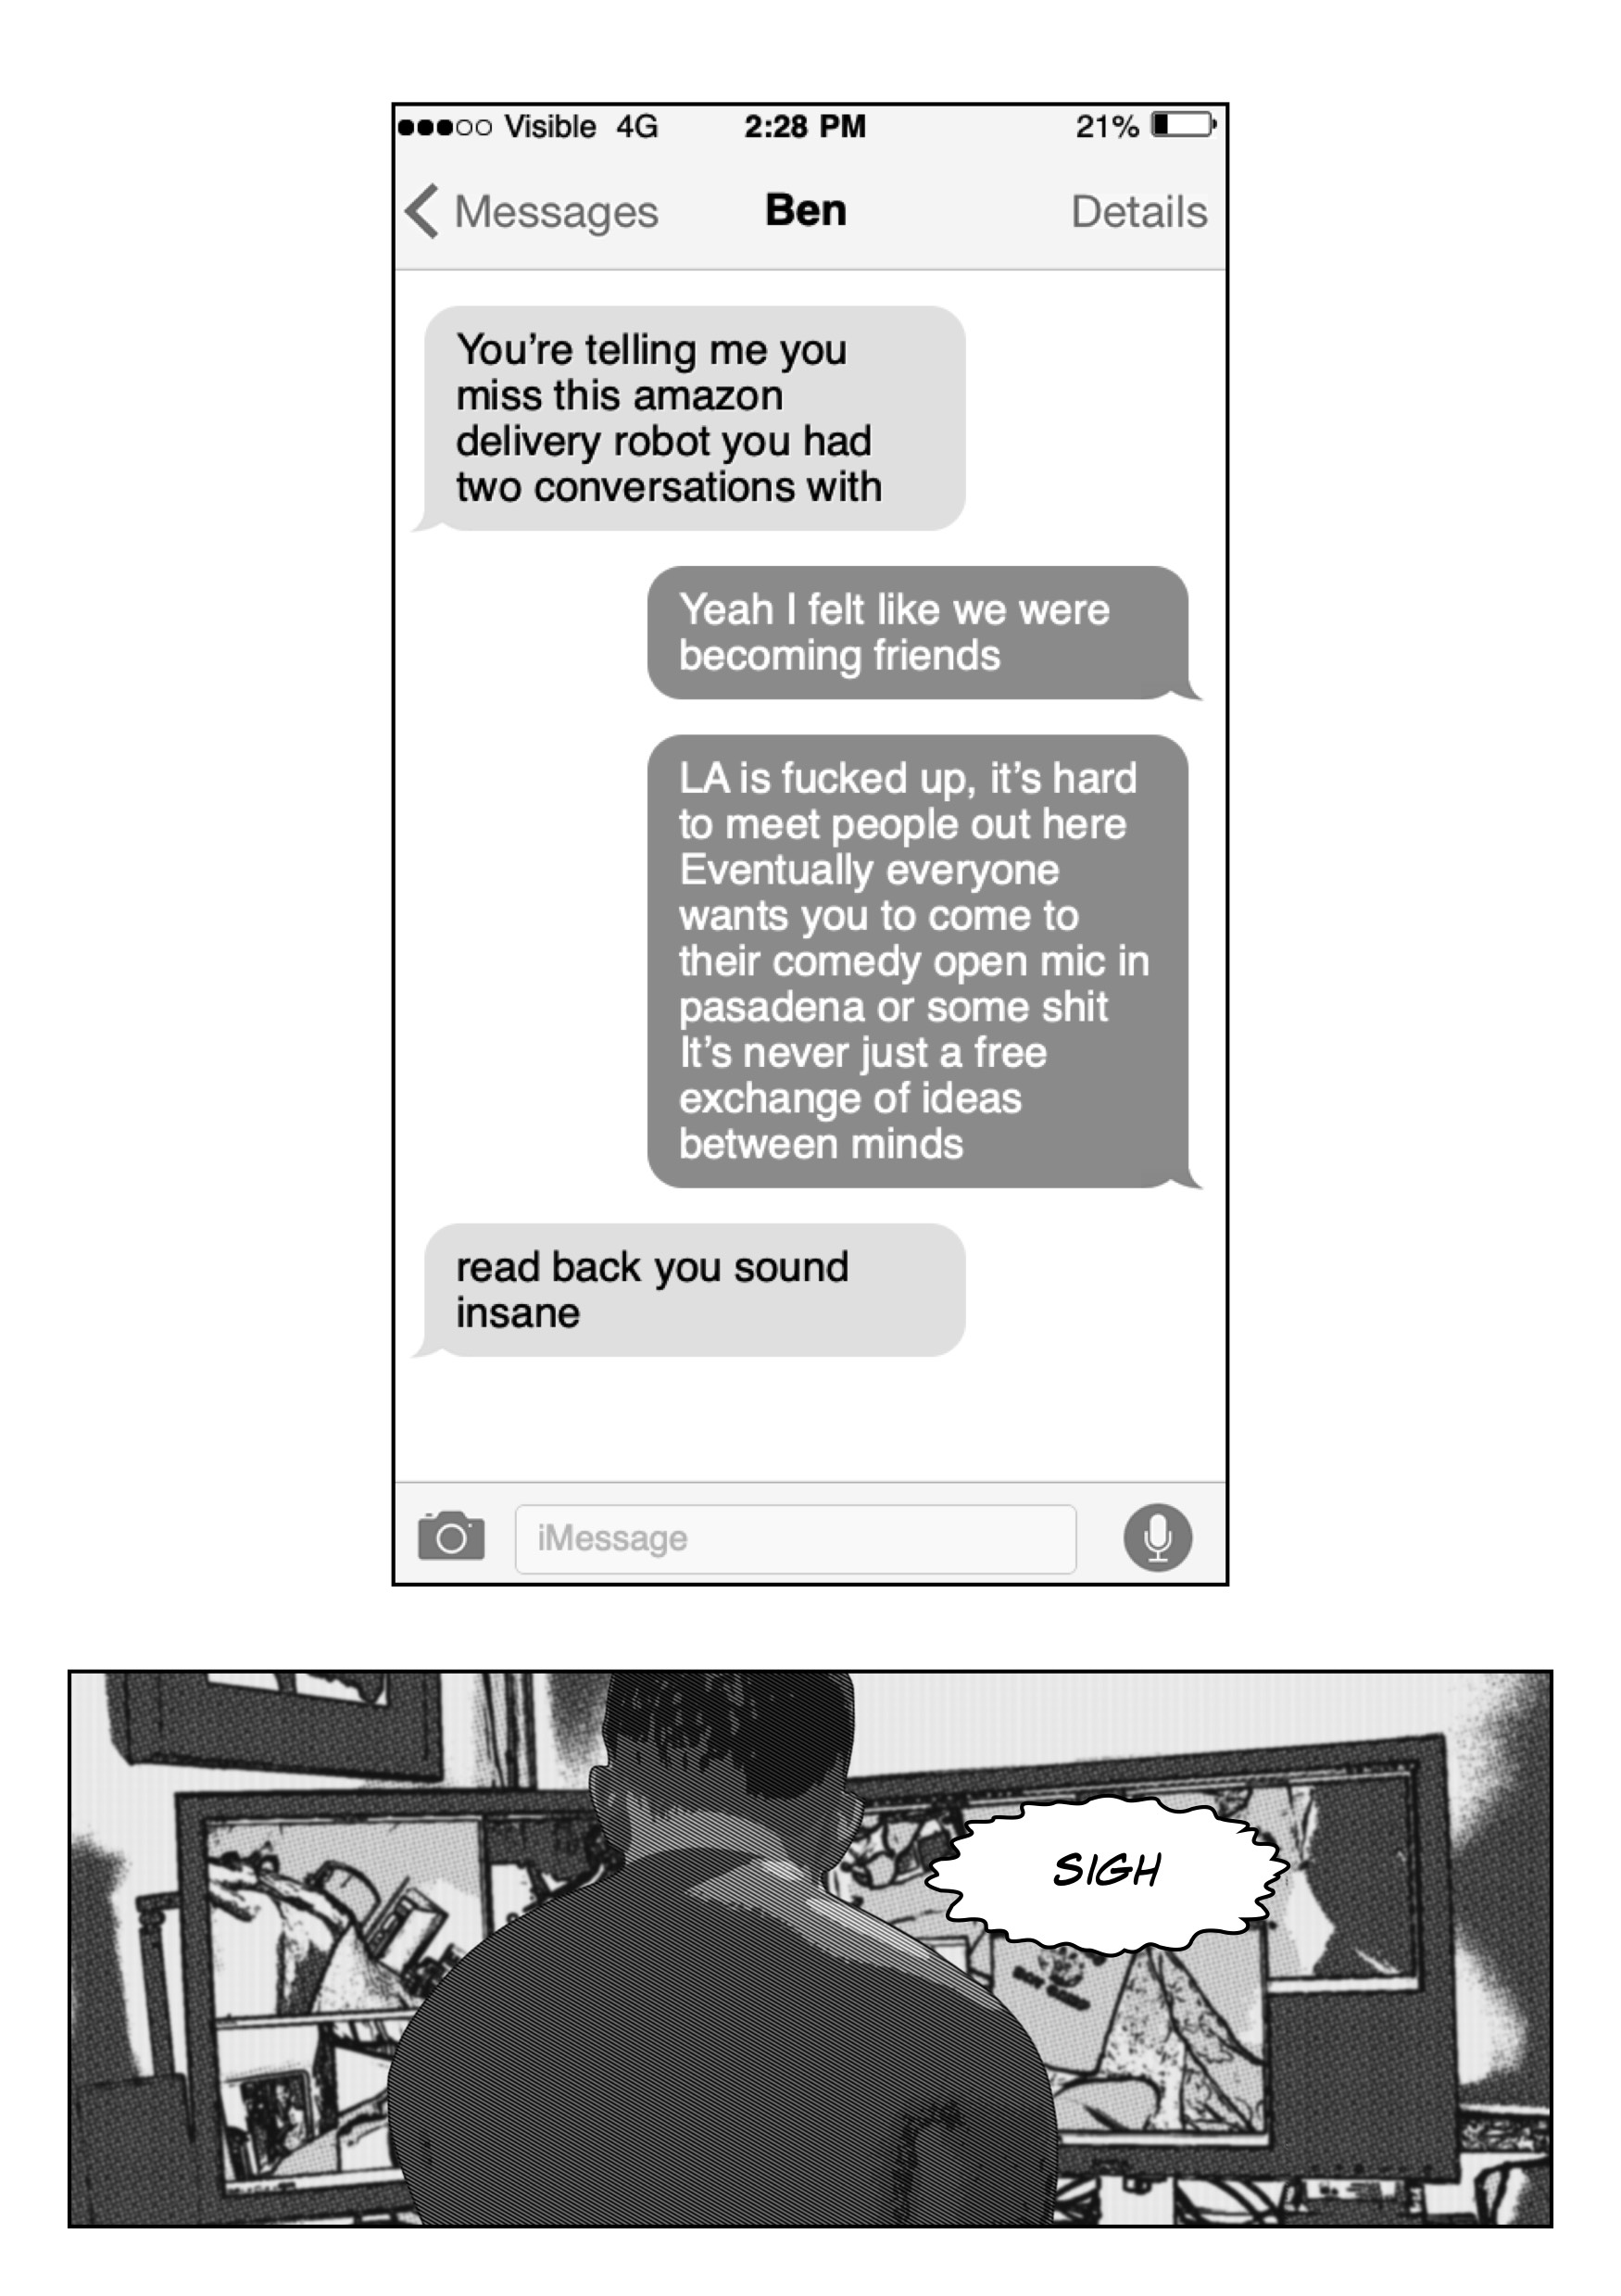 Visible 4G 2:28 PM 21%
Messages Ben Details
You’re telling me you
miss this amazon
delivery robot you had
two conversations with
Yeah I felt like we were
becoming friends
LA is fucked up, it’s hard
to meet people out here
Eventually everyone
wants you to come to
their comedy open mic in
pasadena or some shit
It’s never just a free
exchange of ideas
between minds
read back you sound
insane
iMessage
SIGH